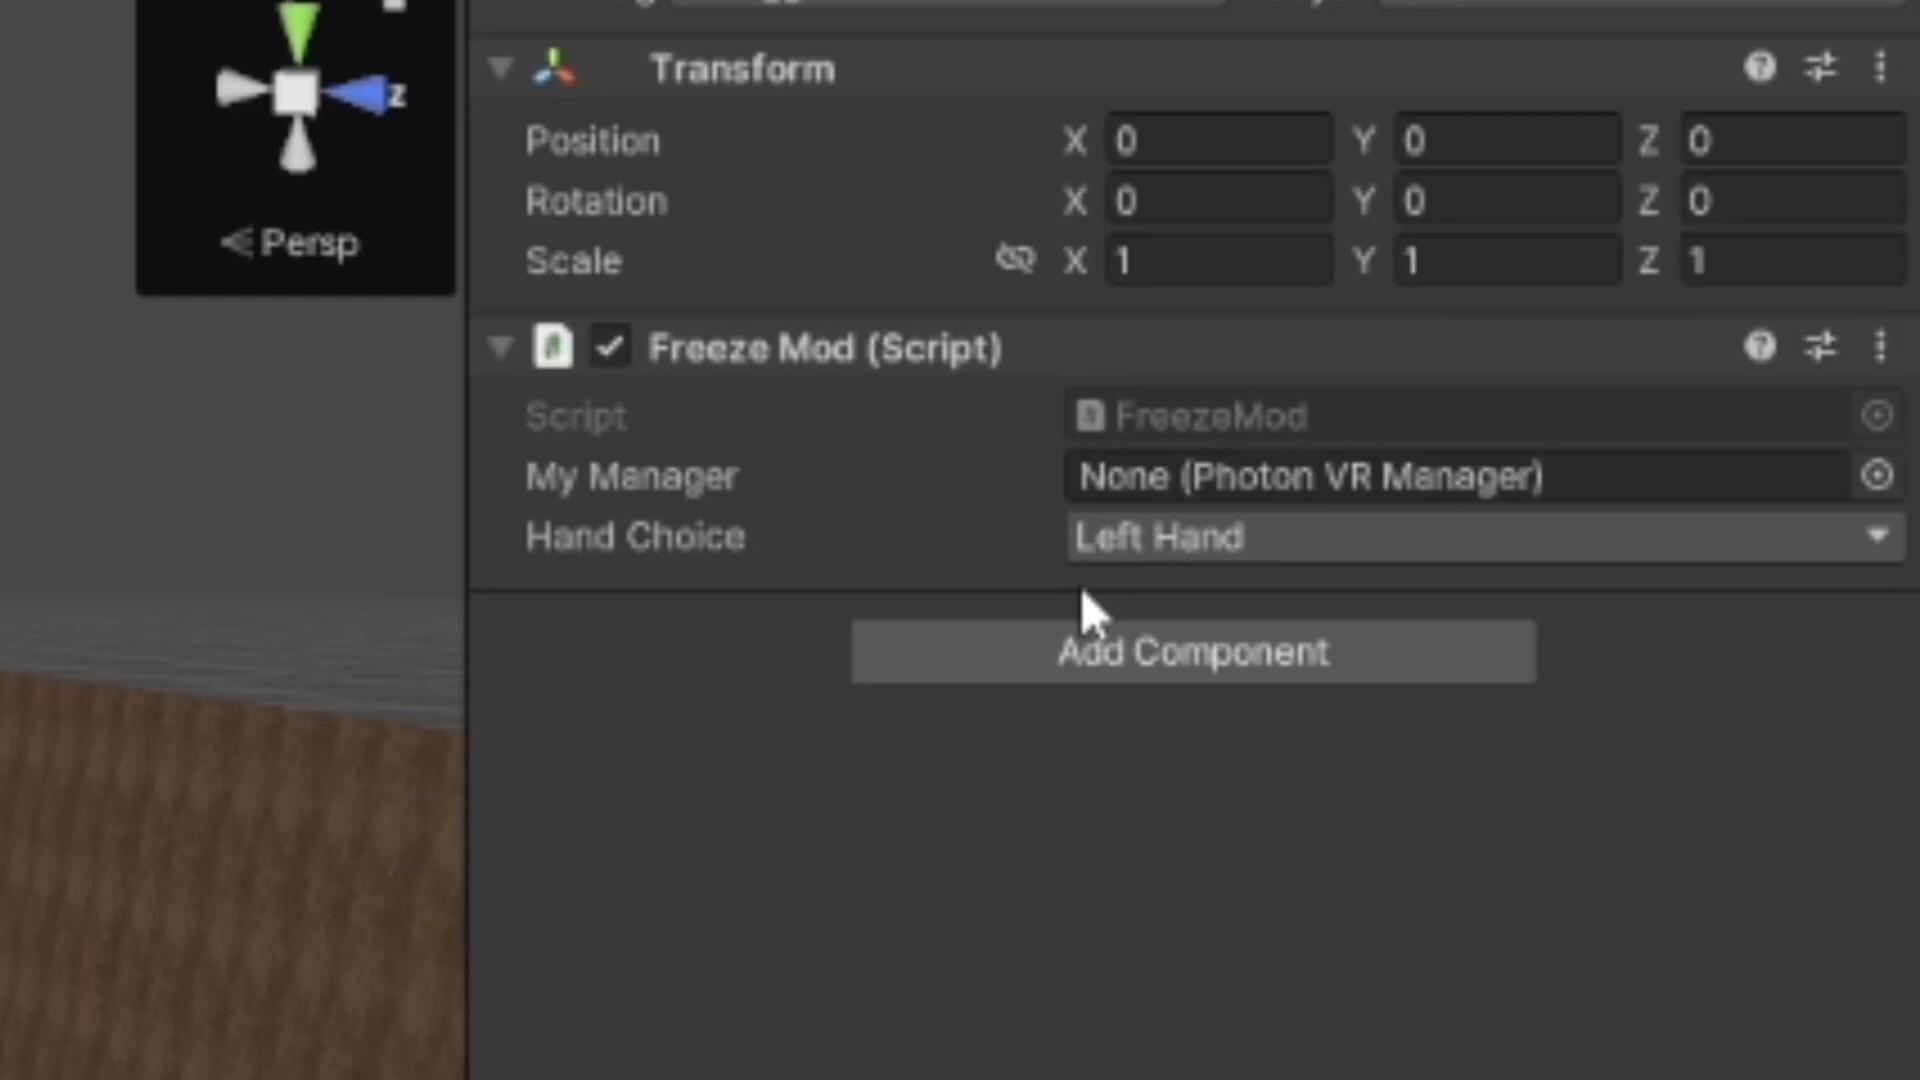 Transform
Position X 0 Y 0 Z 0
Rotation X 0 Y 0 Z 0
Scale X 1 Y 1 Z 1
z
< Persp
Freeze Mod (Script)
Script FreezeMod
My Manager None (Photon VR Manager)
Hand Choice Left Hand
Add Component